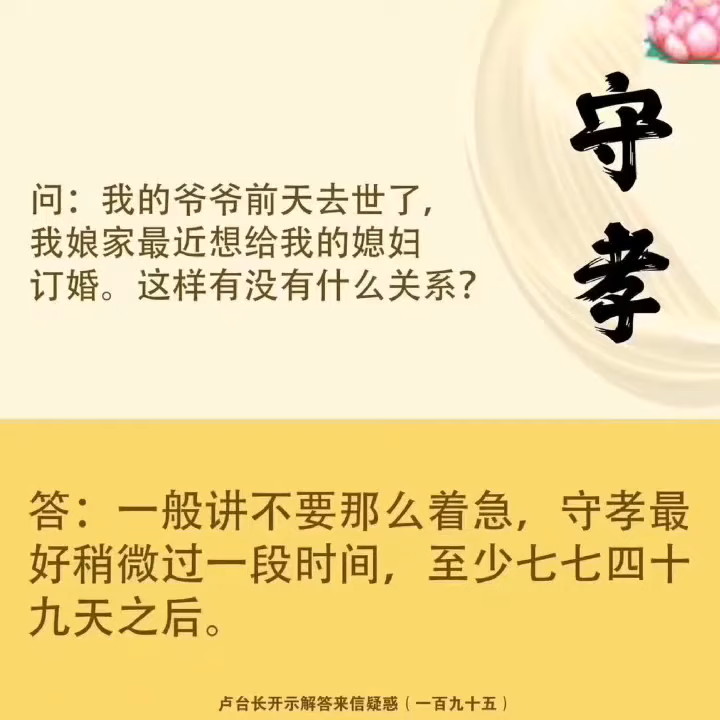 守孝
问：我的爷爷前天去世了，
我娘家最近想给我的媳妇
订婚。这样有没有什么关系？
答：一般讲不要那么着急，守孝最
好稍微过一段时间，至少七七四十
九天之后。
卢台长开示解答来信疑惑（一百九十五）